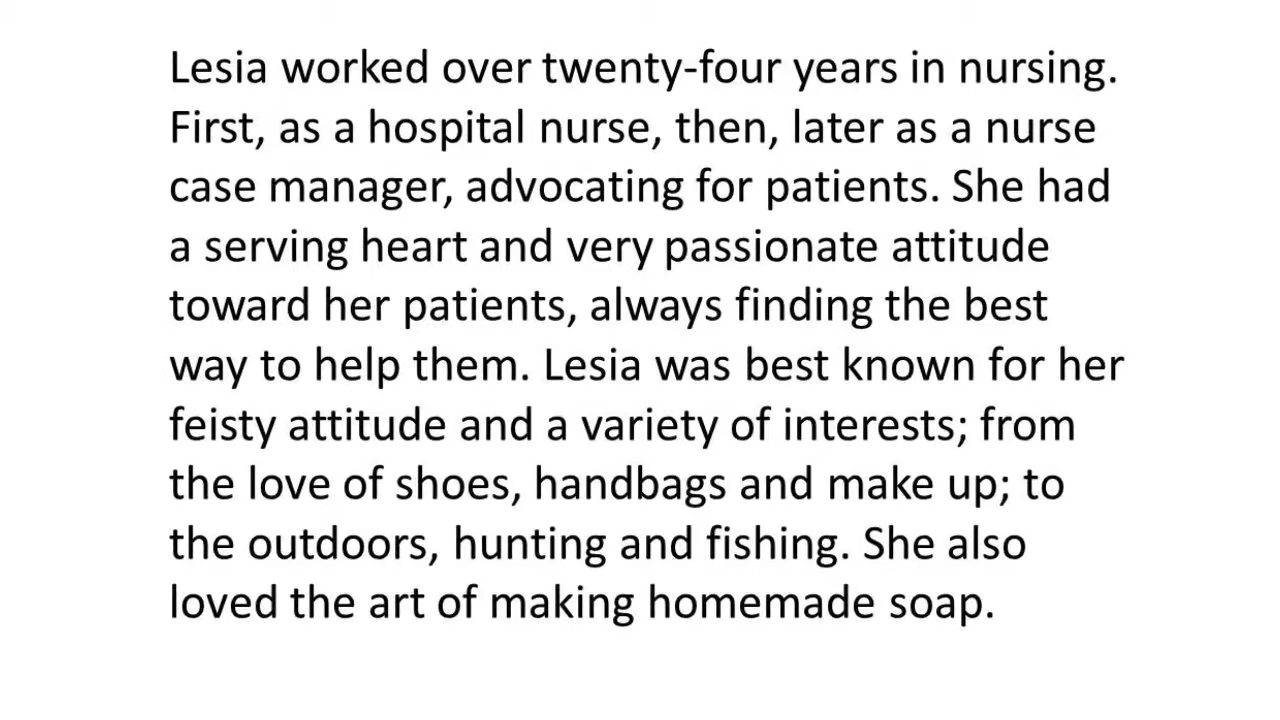 Lesia worked over twenty-four years in nursing.
First, as a hospital nurse, then, later as a nurse
case manager, advocating for patients. She had
a serving heart and very passionate attitude
toward her patients, always finding the best
way to help them. Lesia was best known for her
feisty attitude and a variety of interests; from
the love of shoes, handbags and make up; to
the outdoors, hunting and fishing. She also
loved the art of making homemade soap.